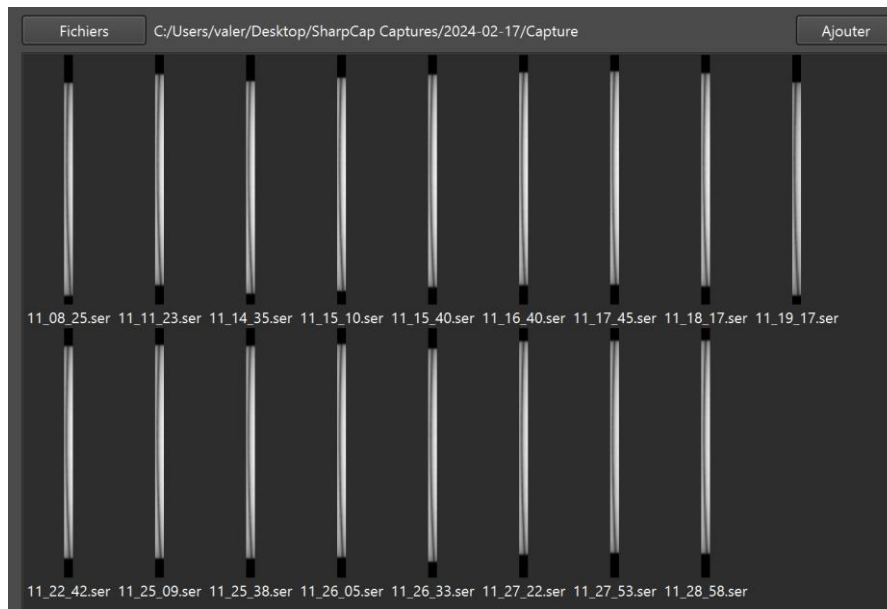 Fichiers C:/Users/valer/Desktop/SharpCap Captures/2024-02-17/Capture Ajouter
11_08_25.ser 11_11_23.ser 11_14_35.ser 11_15_10.ser 11_15_40.ser 11_16_40.ser 11_17_45.ser 11_18_17.ser 11_19_17.ser
11_22_42.ser 11_25_09.ser 11_25_38.ser 11_26_05.ser 11_26_33.ser 11_27_22.ser 11_27_53.ser 11_28_58.ser